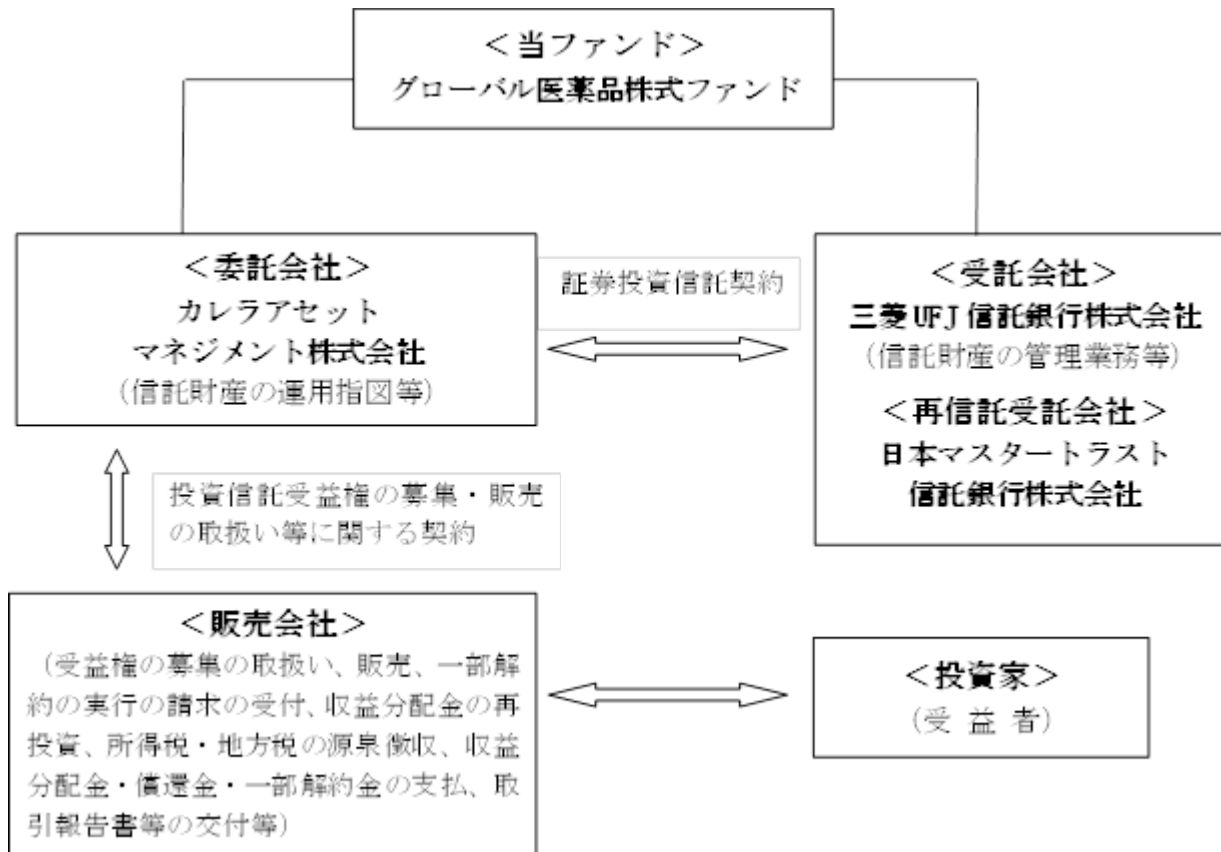 ＜当ファンド＞
グローバル医薬品株式ファンド
＜委託会社＞
カレラアセット
マネジメント株式会社
（信託財産の運用指図等）
証券投資信託契約
＜受託会社＞
三菱UFJ信託銀行株式会社
（信託財産の管理業務等）
＜再信託受託会社＞
日本マスタートラスト
信託銀行株式会社
投資信託受益権の募集・販売
の取扱い等に関する契約
＜販売会社＞
（受益権の募集の取扱い、販売、一部解
約の実行の請求の受付、収益分配金の再
投資、所得税・地方税の源泉徴収、収益
分配金・償還金・一部解約金の支払、取
引報告書等の交付等）
＜投資家＞
（受 益 者）